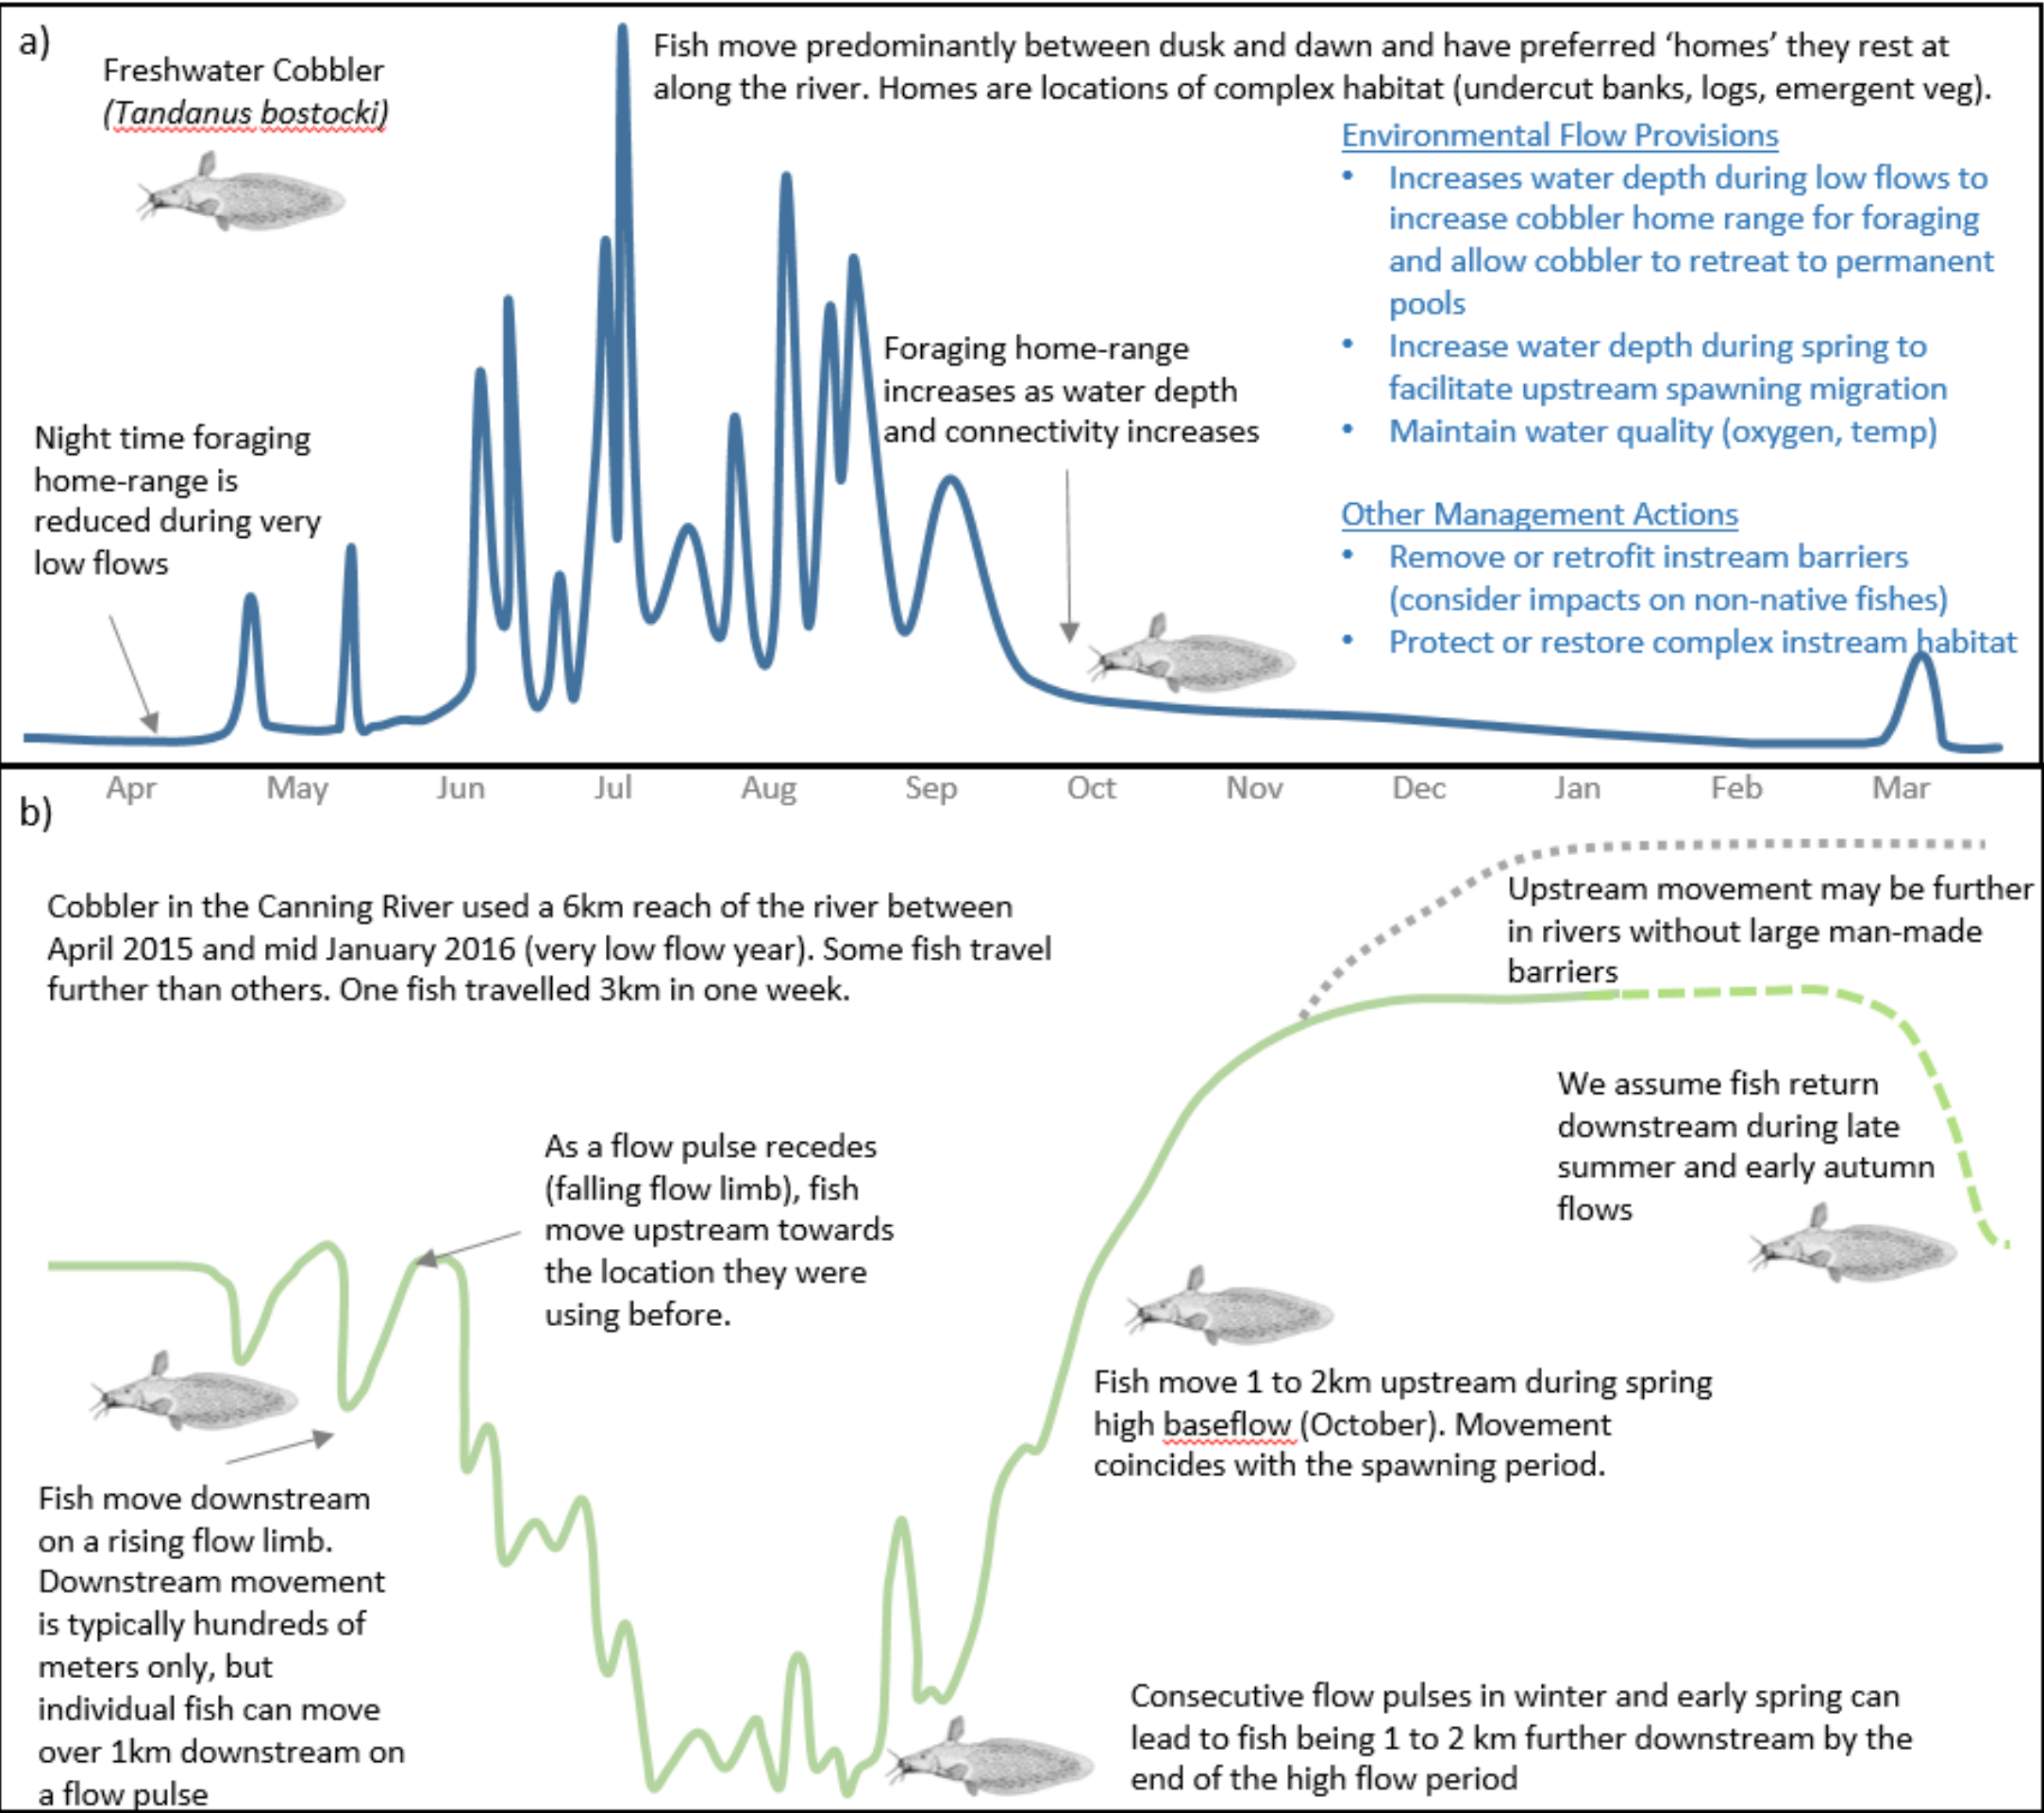 a)
Freshwater Cobbler
(Tandanus bostocki)
Fish move predominantly between dusk and dawn and have preferred ‘homes’ they rest at
along the river. Homes are locations of complex habitat (undercut banks, logs, emergent veg).
Environmental Flow Provisions
• Increases water depth during low flows to
increase cobbler home range for foraging
and allow cobbler to retreat to permanent
pools
• Increase water depth during spring to
facilitate upstream spawning migration
• Maintain water quality (oxygen, temp)
Other Management Actions
• Remove or retrofit instream barriers
(consider impacts on non-native fishes)
• Protect or restore complex instream habitat
Foraging home-range
increases as water depth
and connectivity increases
Night time foraging
home-range is
reduced during very
low flows
Apr May Jun Jul Aug Sep Oct Nov Dec Jan Feb Mar
b)
Cobbler in the Canning River used a 6km reach of the river between
April 2015 and mid January 2016 (very low flow year). Some fish travel
further than others. One fish travelled 3km in one week.
Upstream movement may be further
in rivers without large man-made
barriers
We assume fish return
downstream during late
summer and early autumn
flows
As a flow pulse recedes
(falling flow limb), fish
move upstream towards
the location they were
using before.
Fish move 1 to 2km upstream during spring
high baseflow (October). Movement
coincides with the spawning period.
Fish move downstream
on a rising flow limb.
Downstream movement
is typically hundreds of
meters only, but
individual fish can move
over 1km downstream on
a flow pulse
Consecutive flow pulses in winter and early spring can
lead to fish being 1 to 2 km further downstream by the
end of the high flow period